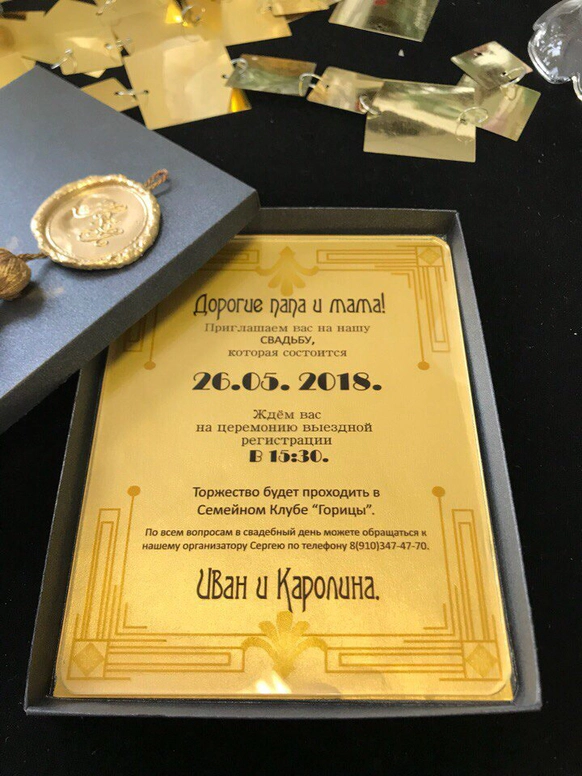 Дорогие папа и мама!
Приглашаем вас на нашу
СВАДЬБУ,
которая состоится
26.05. 2018.
Ждём вас
на церемонию выездной
регистрации
В 15:30.
Торжество будет проходить в
Семейном Клубе “Горицы”.
По всем вопросам в свадебный день можете обращаться к
нашему организатору Сергею по телефону 8(910)347-47-70.
Иван и Каролина.